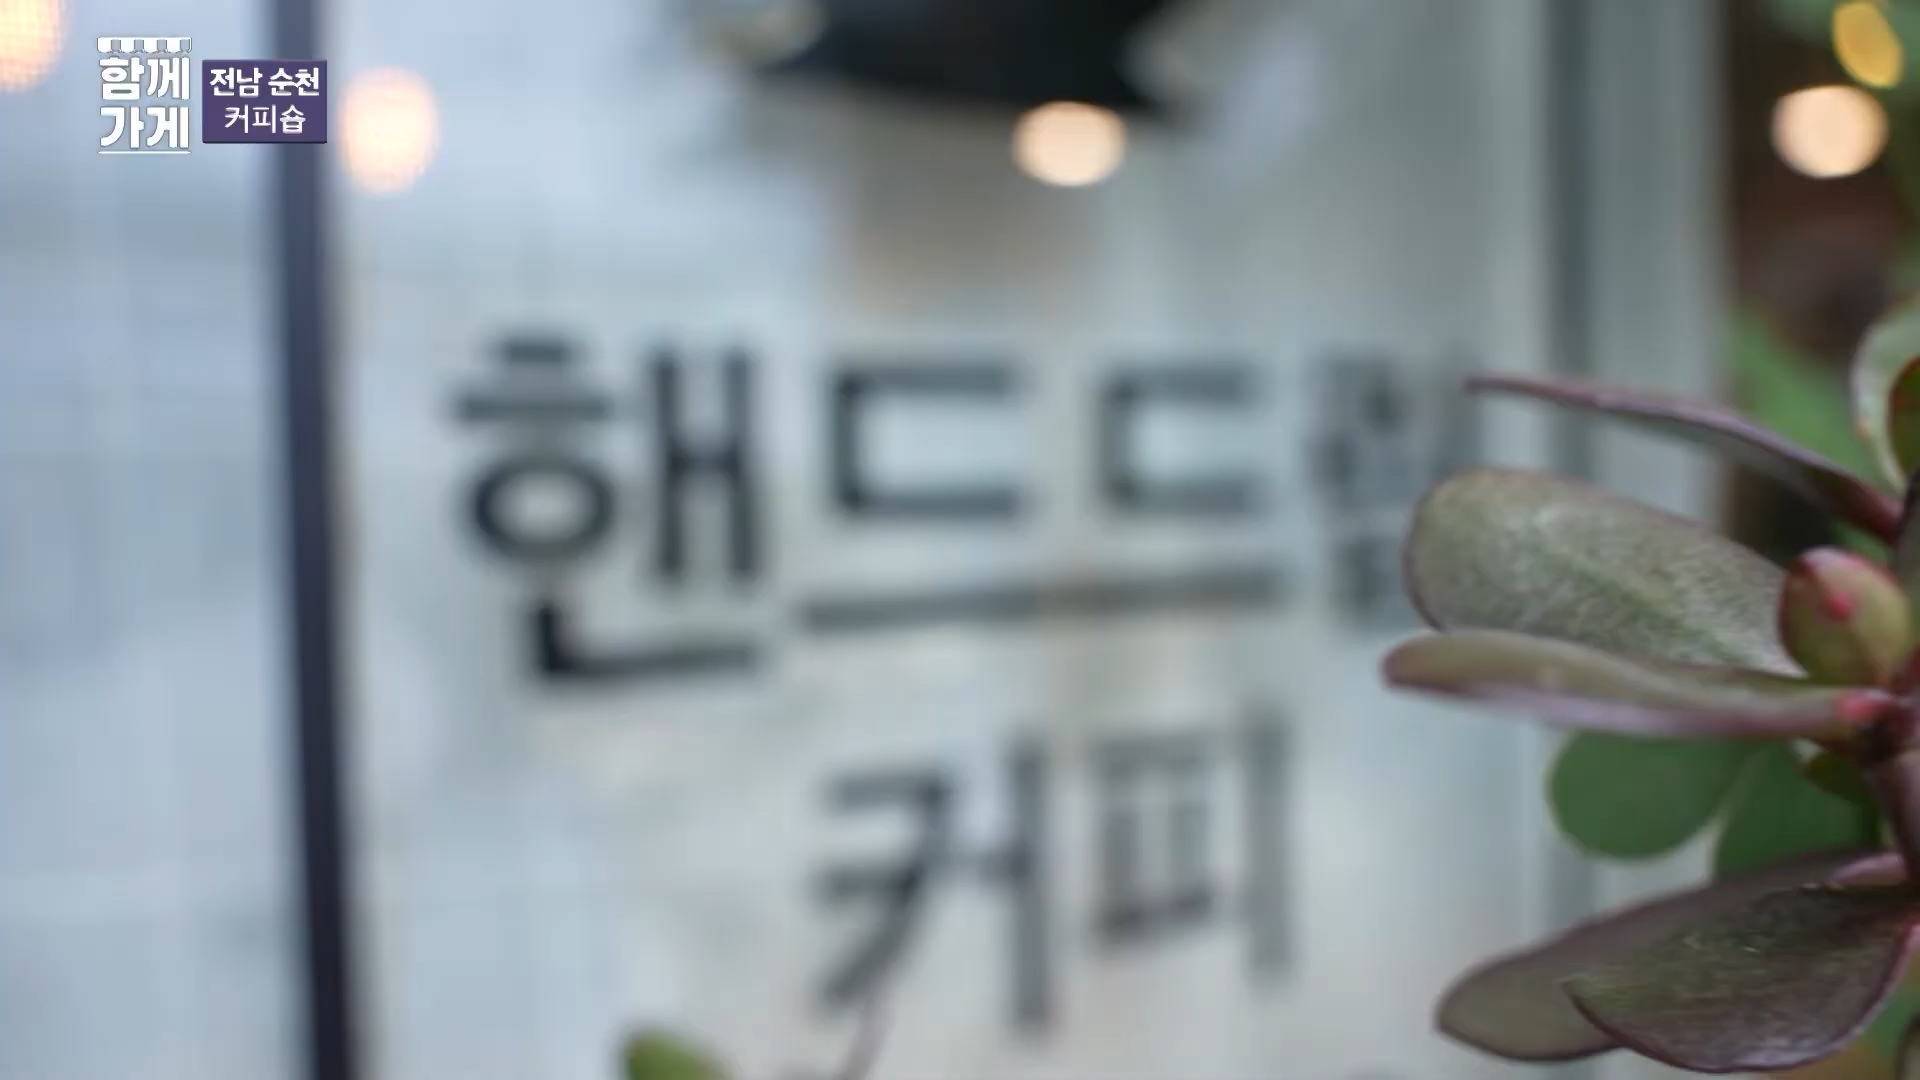 함께
가게
전남 순천
커피숍
핸드드립
커피